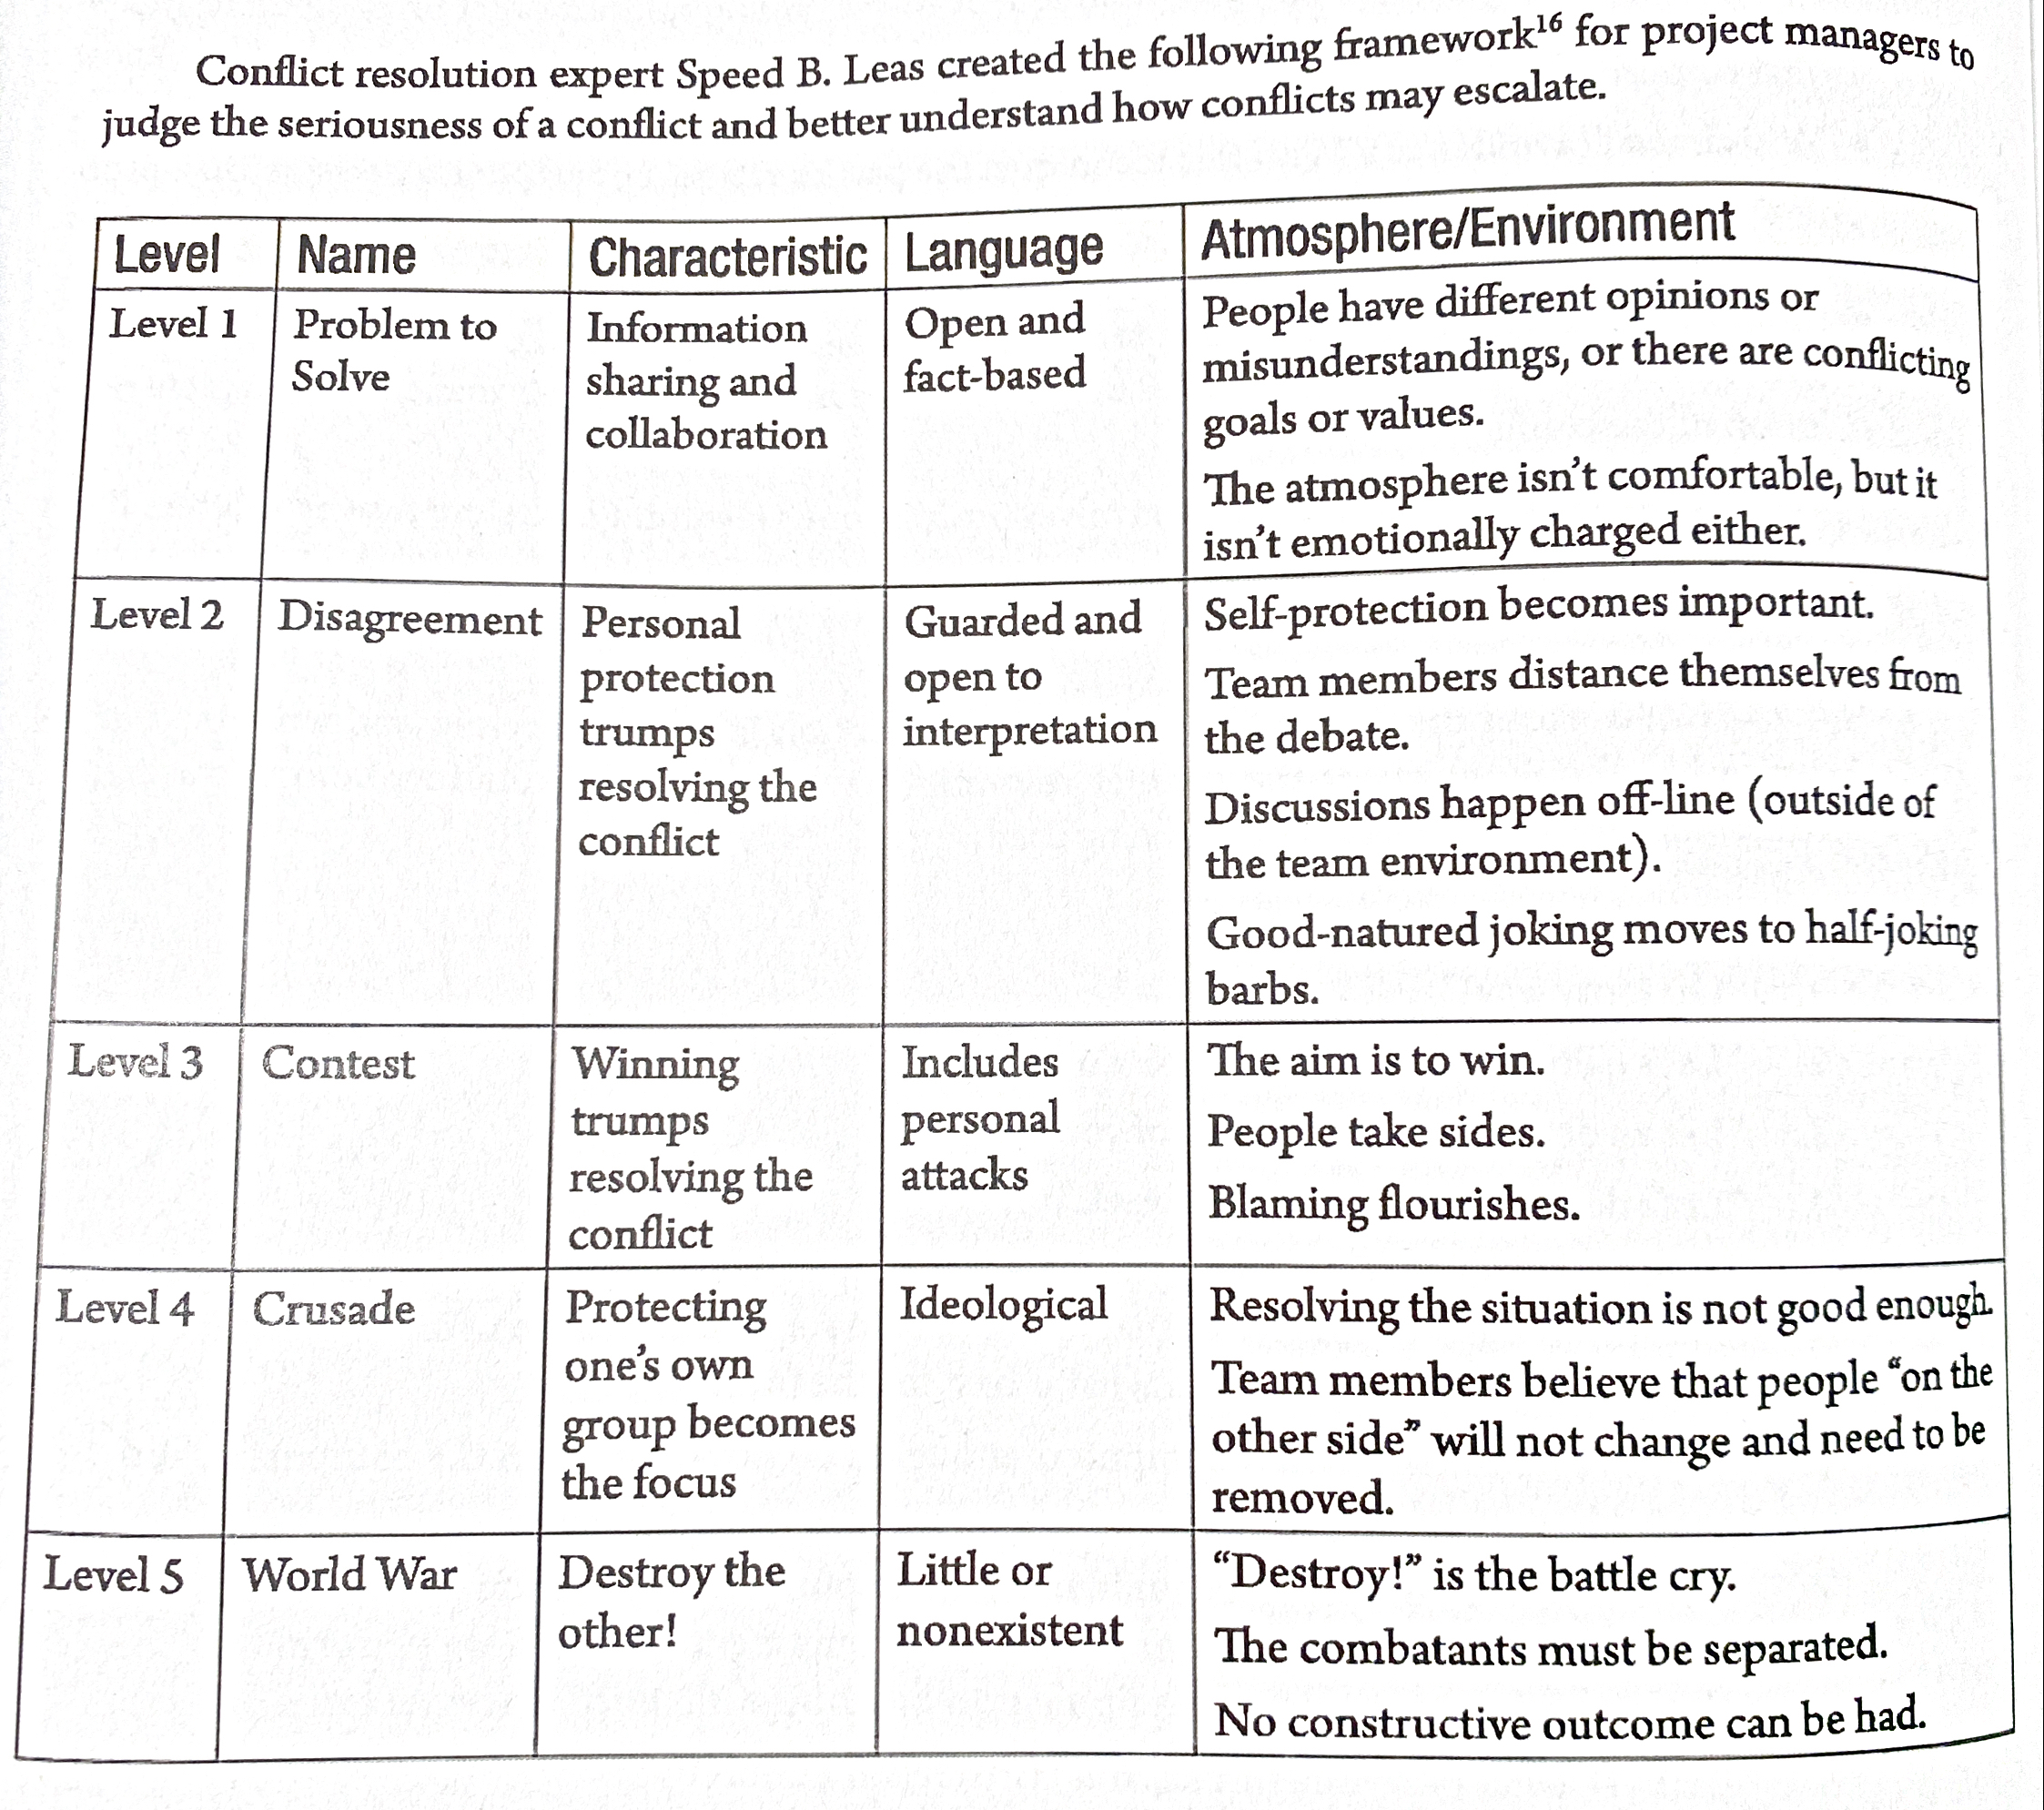 Conflict resolution expert Speed B. Leas created the following framework16 for project managers to
judge the seriousness of a conflict and better understand how conflicts may escalate.
Level Name Characteristic Language Atmosphere/Environment
Level 1
Problem to
Solve
Information
sharing and
collaboration
Open and
fact-based
People have different opinions or
misunderstandings, or there are conflicting
goals or values.
The atmosphere isn't comfortable, but it
isn't emotionally charged either.
Level 2
Disagreement
Personal
protection
trumps
resolving the
conflict
Guarded and
open to
interpretation
Self-protection becomes important.
Team members distance themselves from
the debate.
Discussions happen off-line (outside of
the team environment).
Good-natured joking moves to half-joking
barbs.
Level 3
Contest
Winning
trumps
resolving the
conflict
Includes
personal
attacks
The aim is to win.
People take sides.
Blaming flourishes.
Level 4
Crusade
Protecting
one's own
group becomes
the focus
Ideological
Resolving the situation is not good enough.
Team members believe that people “on the
other side” will not change and need to be
removed.
Level 5
World War
Destroy the
other!
Little or
nonexistent
“Destroy!” is the battle cry.
The combatants must be separated.
No constructive outcome can be had.